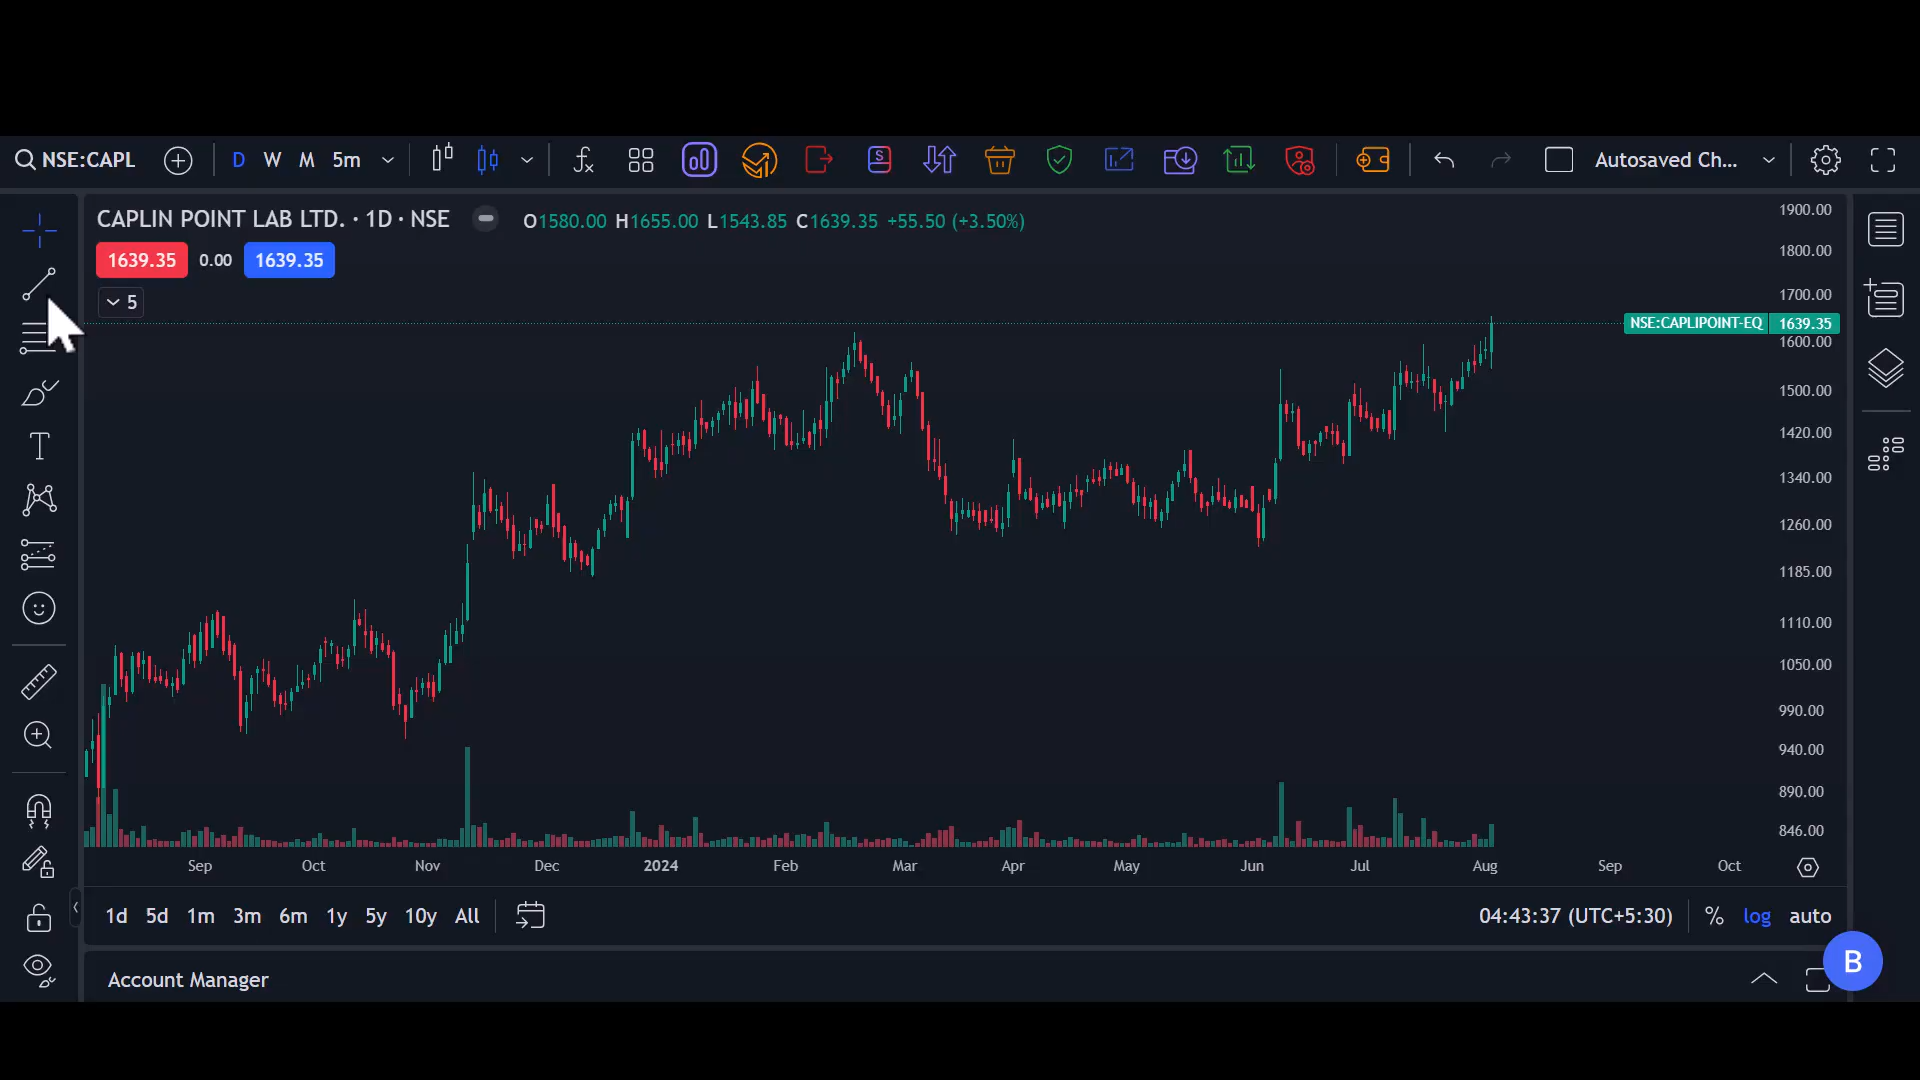 NSE:CAPL D W M 5m Autosaved Ch...
CAPLIN POINT LAB LTD. · 1D · NSE O1580.00 H1655.00 L1543.85 C1639.35 +55.50 (+3.50%)
1639.35 0.00 1639.35
5
1900.00
1800.00
1700.00
NSE:CAPLIPOINT-EQ 1639.35
1600.00
1500.00
1420.00
1340.00
1260.00
1185.00
1110.00
1050.00
990.00
940.00
890.00
846.00
Sep Oct Nov Dec 2024 Feb Mar Apr May Jun Jul Aug Sep Oct
1d 5d 1m 3m 6m 1y 5y 10y All 04:43:37 (UTC+5:30) % log auto
B
Account Manager